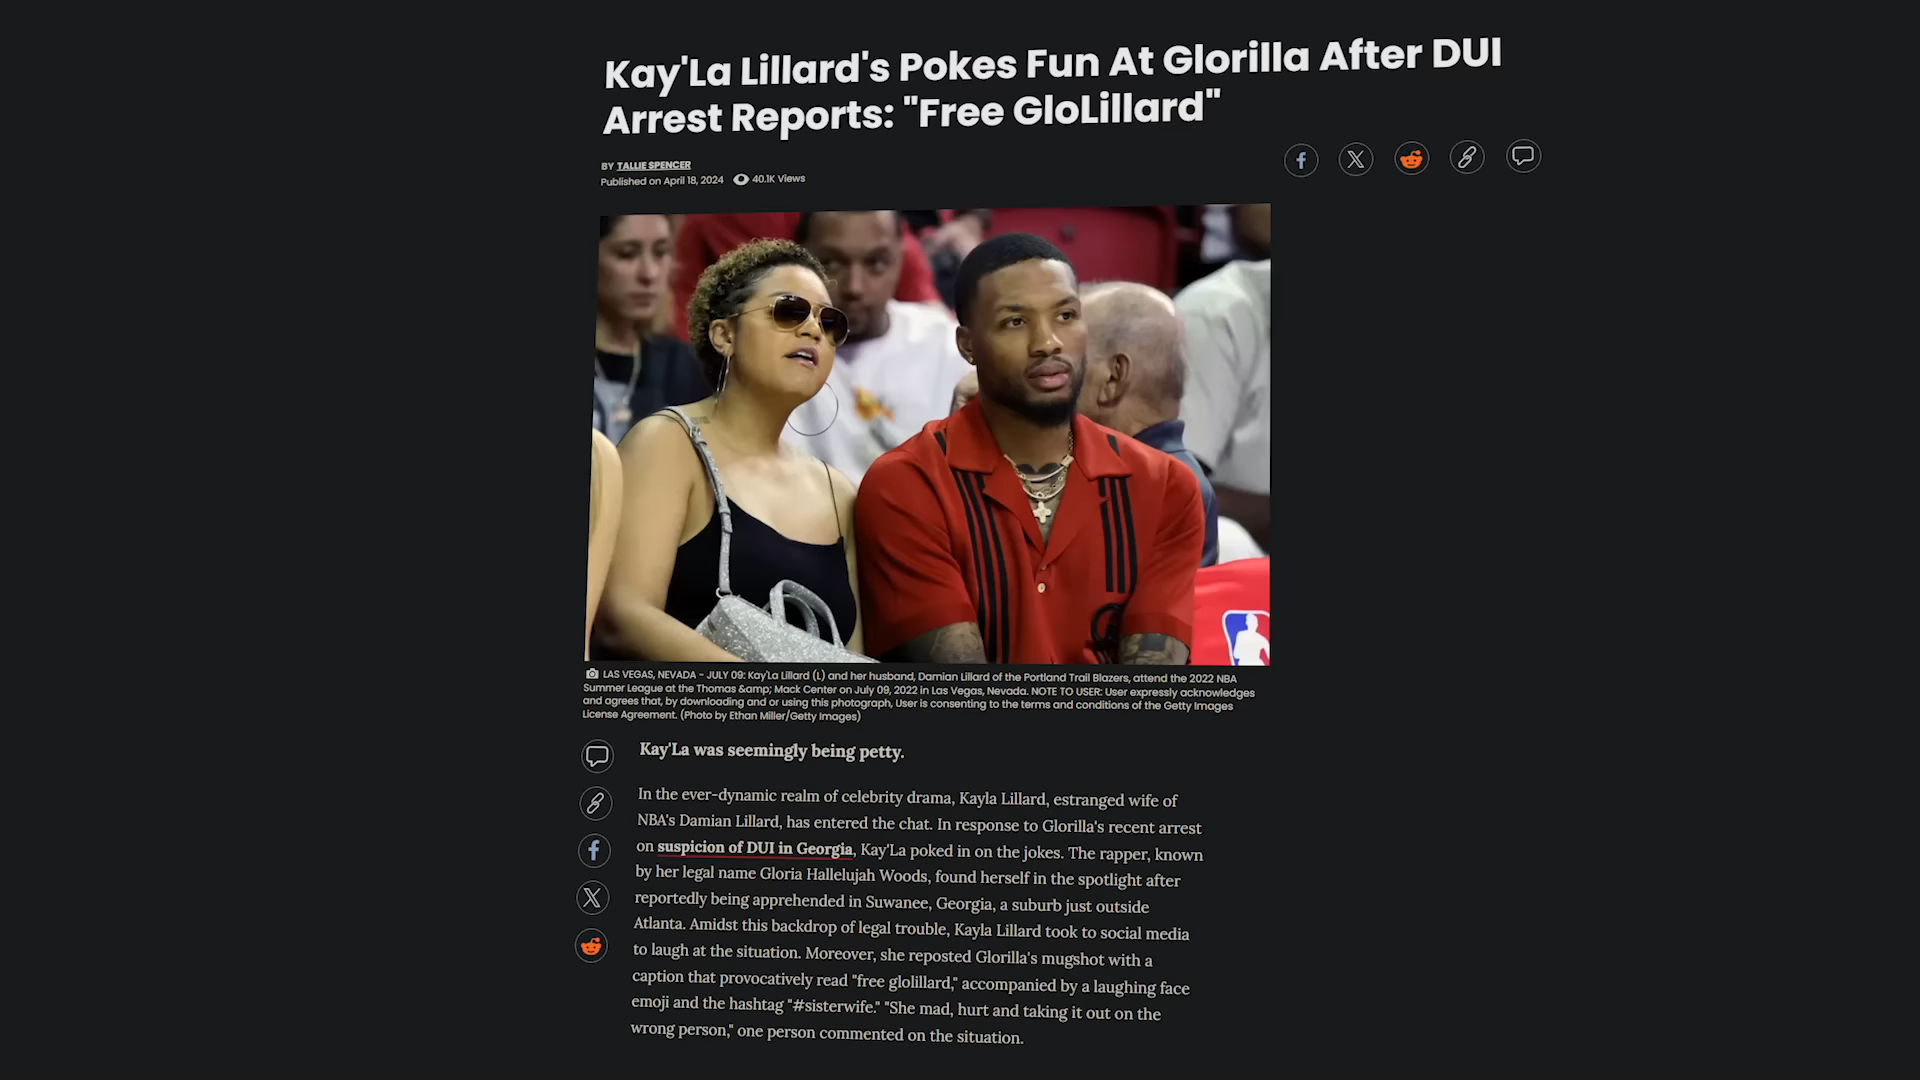 Kay'La Lillard's Pokes Fun At Glorilla After DUI
Arrest Reports: "Free GloLillard"
BY TALLIE SPENCER
Published on April 18, 2024 40.1K Views
LAS VEGAS, NEVADA - JULY 09: Kay'La Lillard (L) and her husband, Damian Lillard of the Portland Trail Blazers, attend the 2022 NBA
Summer League at the Thomas &amp; Mack Center on July 09, 2022 in Las Vegas, Nevada. NOTE TO USER: User expressly acknowledges
and agrees that, by downloading and or using this photograph, User is consenting to the terms and conditions of the Getty Images
License Agreement. (Photo by Ethan Miller/Getty Images)
Kay'La was seemingly being petty.
In the ever-dynamic realm of celebrity drama, Kayla Lillard, estranged wife of
NBA's Damian Lillard, has entered the chat. In response to Glorilla's recent arrest
on suspicion of DUI in Georgia, Kay'La poked in on the jokes. The rapper, known
by her legal name Gloria Hallelujah Woods, found herself in the spotlight after
reportedly being apprehended in Suwanee, Georgia, a suburb just outside
Atlanta. Amidst this backdrop of legal trouble, Kayla Lillard took to social media
to laugh at the situation. Moreover, she reposted Glorilla's mugshot with a
caption that provocatively read "free glolillard," accompanied by a laughing face
emoji and the hashtag "#sisterwife." "She mad, hurt and taking it out on the
wrong person," one person commented on the situation.